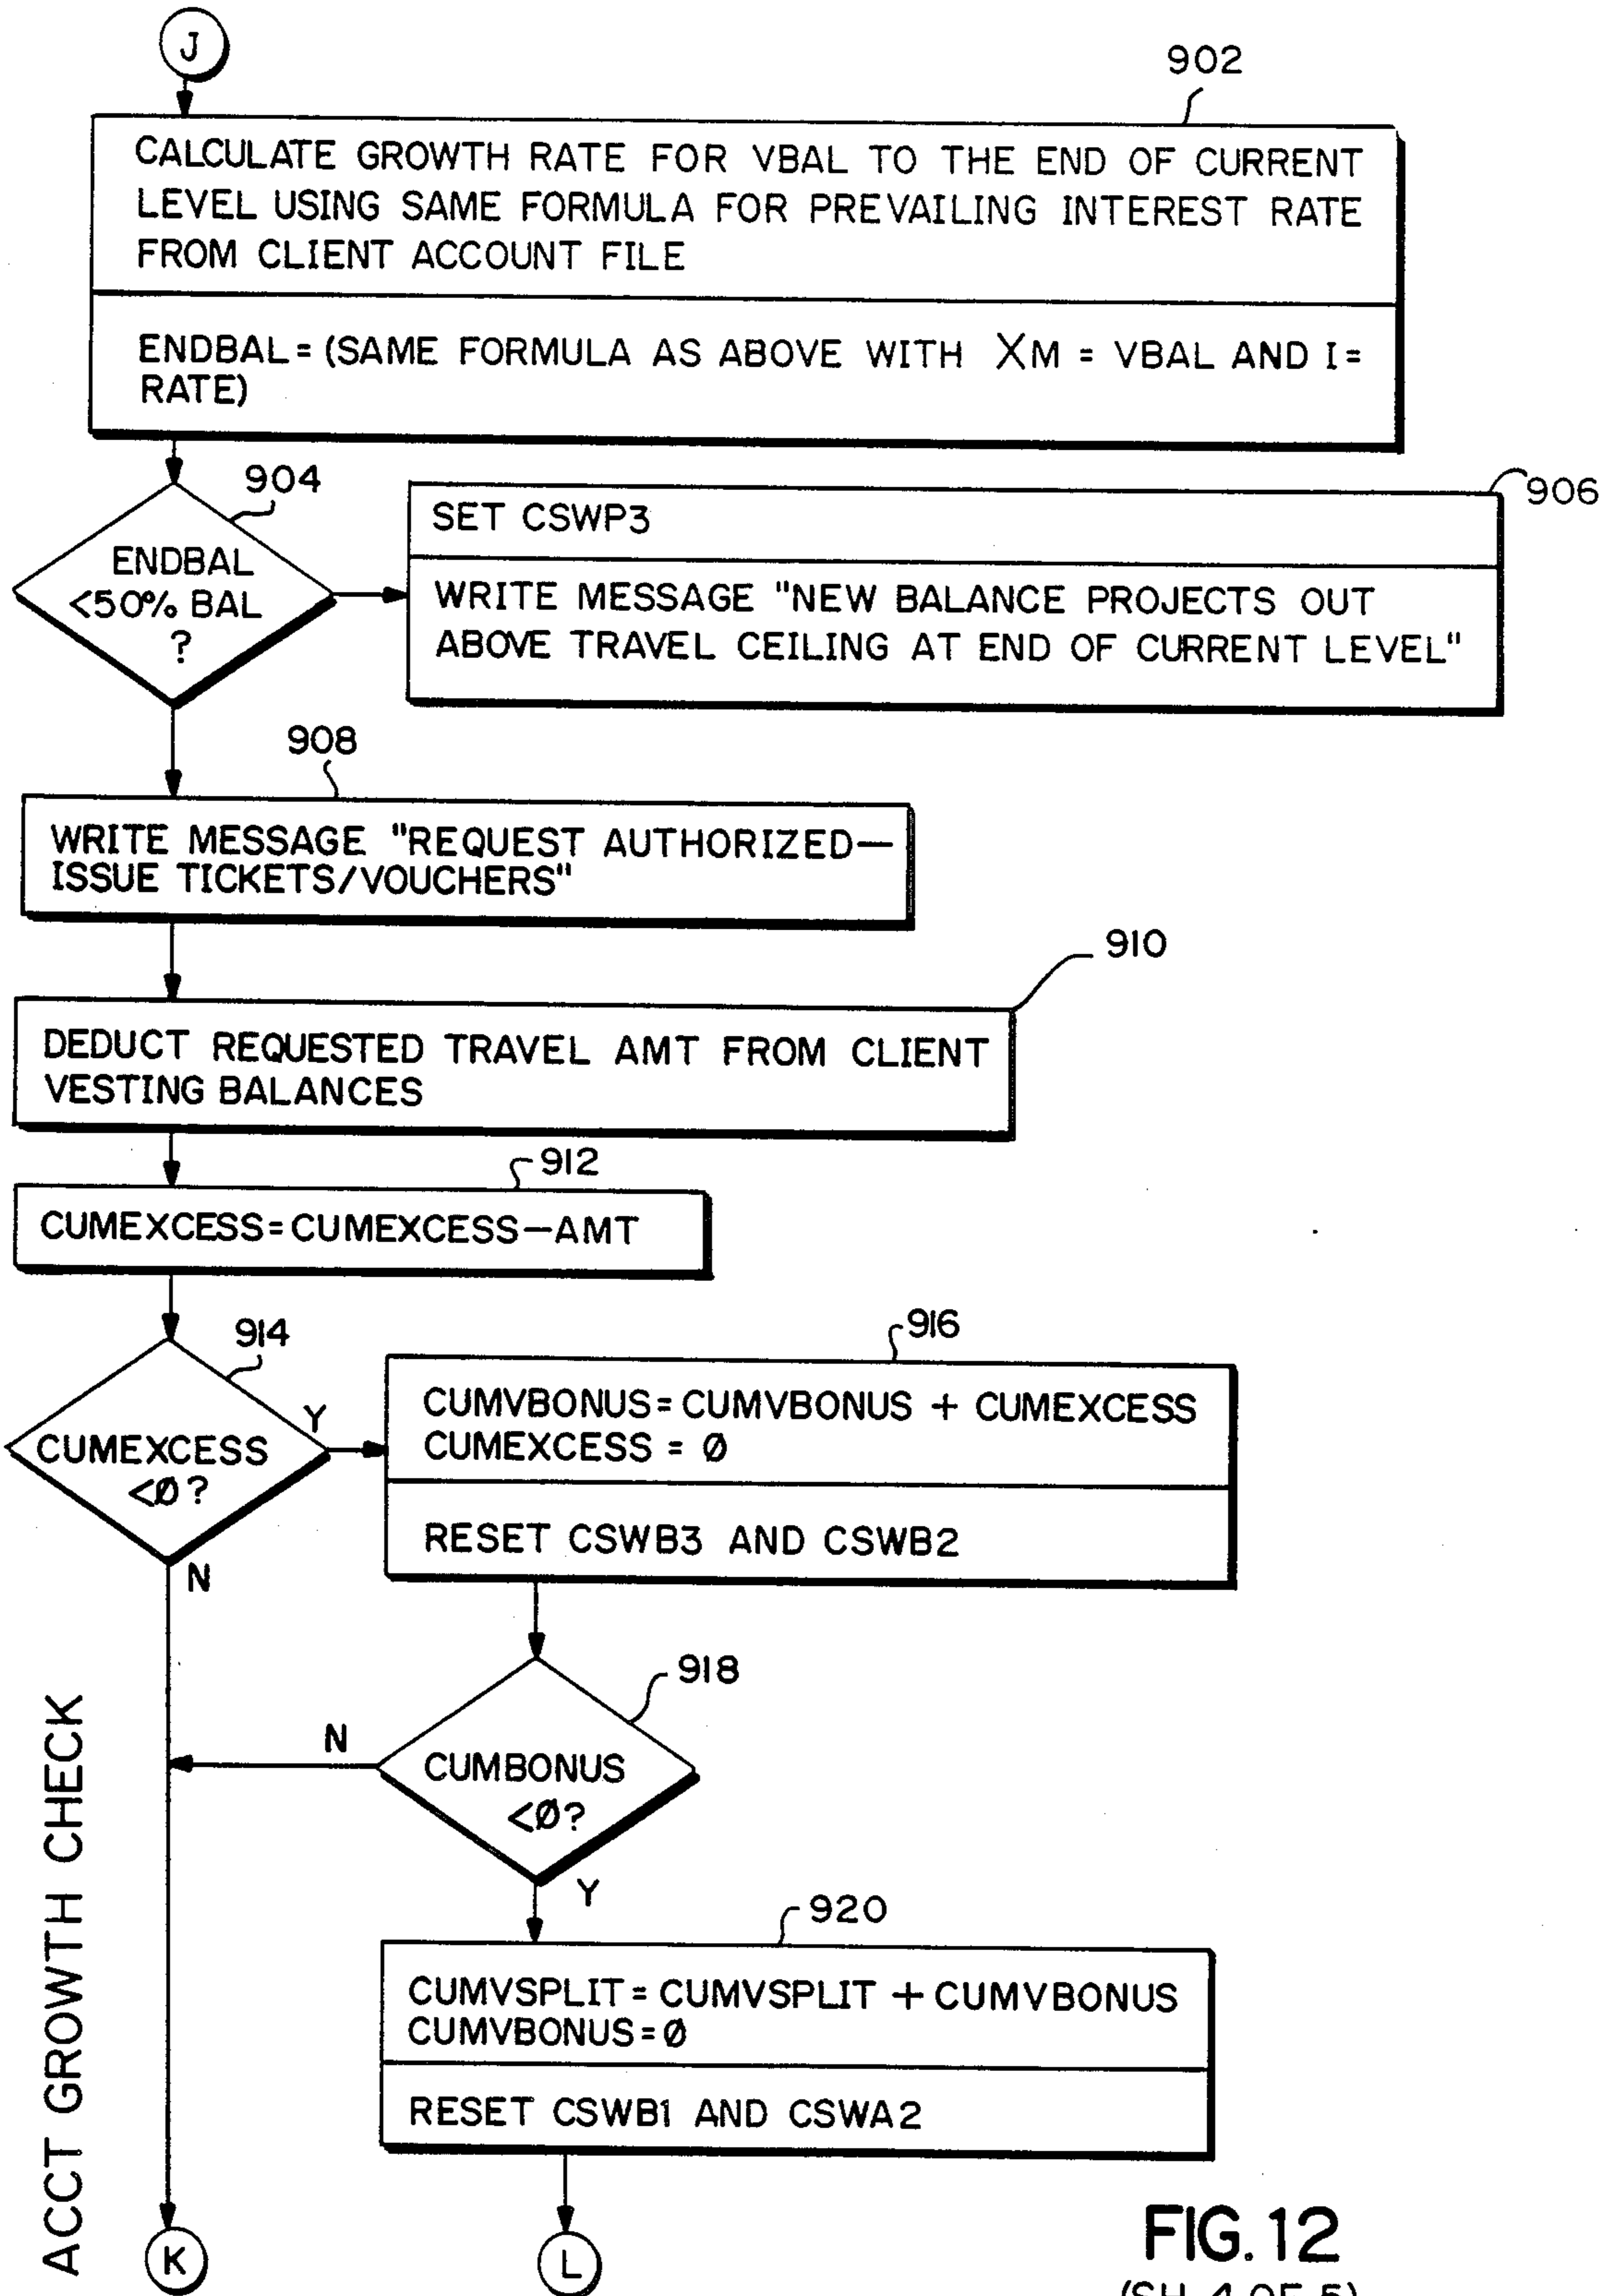 J
902
CALCULATE GROWTH RATE FOR VBAL TO THE END OF CURRENT
LEVEL USING SAME FORMULA FOR PREVAILING INTEREST RATE
FROM CLIENT ACCOUNT FILE
ENDBAL= (SAME FORMULA AS ABOVE WITH XM = VBAL AND I=
RATE)
904
ENDBAL
<50% BAL
?
906
SET CSWP3
WRITE MESSAGE "NEW BALANCE PROJECTS OUT
ABOVE TRAVEL CEILING AT END OF CURRENT LEVEL"
908
WRITE MESSAGE "REQUEST AUTHORIZED—
ISSUE TICKETS/VOUCHERS"
910
DEDUCT REQUESTED TRAVEL AMT FROM CLIENT
VESTING BALANCES
912
CUMEXCESS=CUMEXCESS—AMT
914
CUMEXCESS
<Ø?
Y
N
916
CUMVBONUS=CUMVBONUS + CUMEXCESS
CUMEXCESS = Ø
RESET CSWB3 AND CSWB2
918
CUMBONUS
<Ø?
N
Y
920
CUMVSPLIT=CUMVSPLIT + CUMVBONUS
CUMVBONUS=Ø
RESET CSWB1 AND CSWA2
ACCT GROWTH CHECK
K
L
FIG. 12
(SH. 4 OF 5)